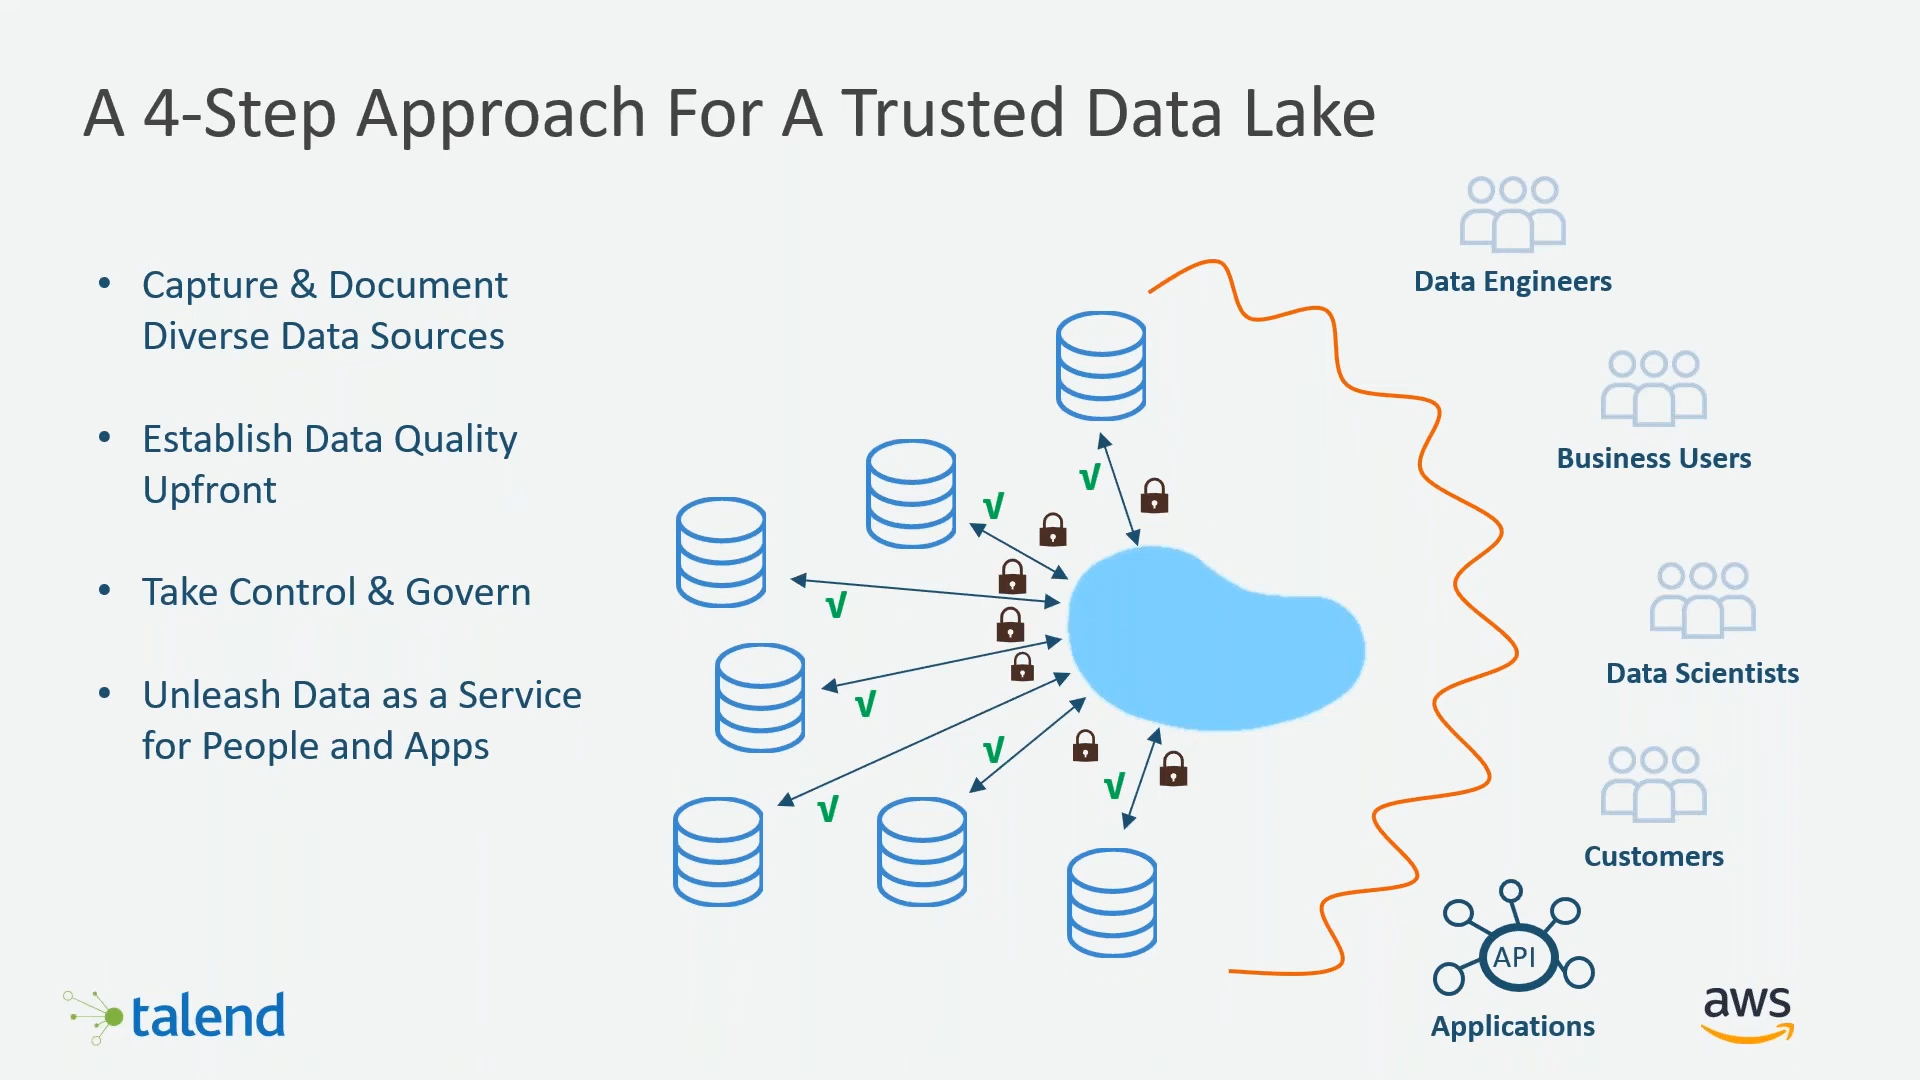 A 4-Step Approach For A Trusted Data Lake
• Capture & Document
Diverse Data Sources
• Establish Data Quality
Upfront
• Take Control & Govern
• Unleash Data as a Service
for People and Apps
√
√
√
√
√
√
√
Data Engineers
Business Users
Data Scientists
Customers
API
Applications
talend
aws